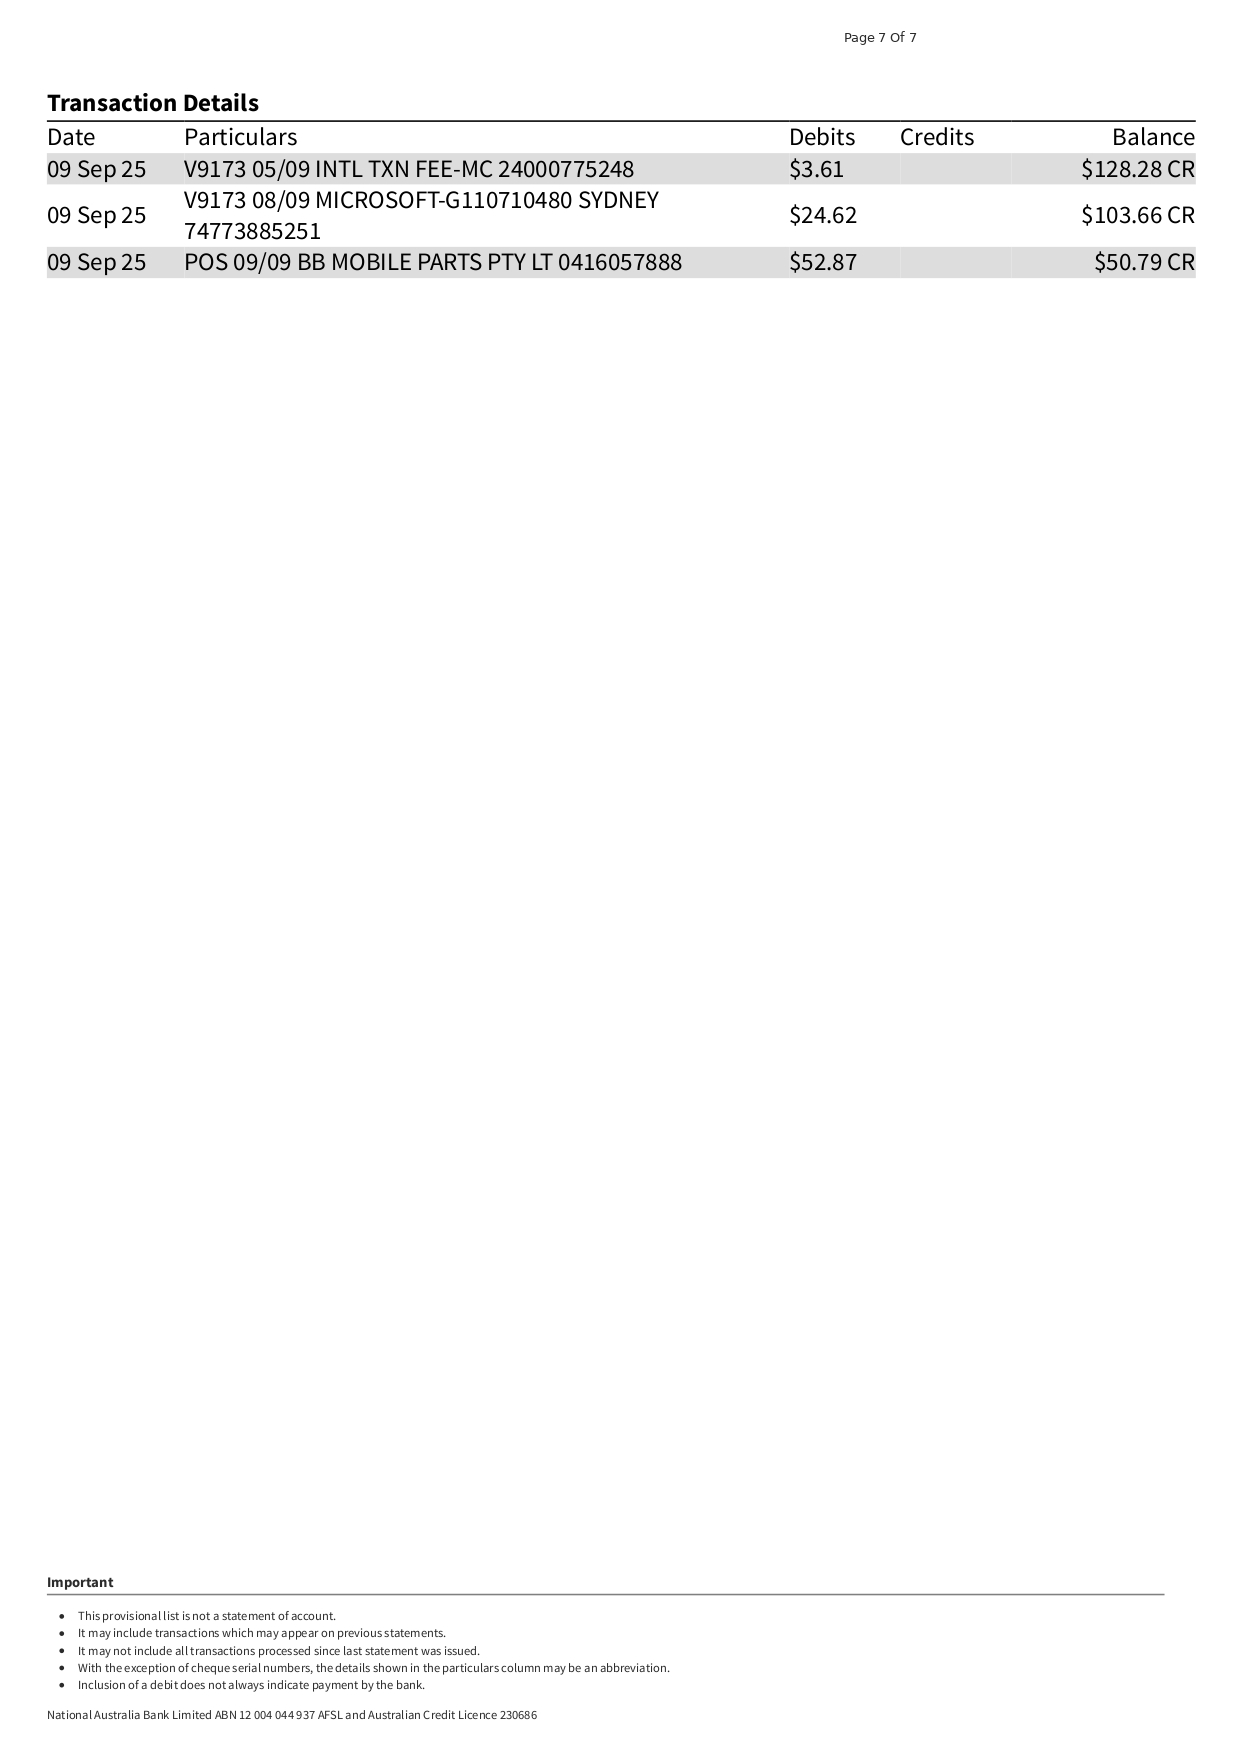 Page 7 Of 7
Transaction Details
Date Particulars Debits Credits Balance
09 Sep 25 V9173 05/09 INTL TXN FEE-MC 24000775248 $3.61 $128.28 CR
09 Sep 25 V9173 08/09 MICROSOFT-G110710480 SYDNEY $24.62 $103.66 CR
74773885251
09 Sep 25 POS 09/09 BB MOBILE PARTS PTY LT 0416057888 $52.87 $50.79 CR
Important
• This provisional list is not a statement of account.
• It may include transactions which may appear on previous statements.
• It may not include all transactions processed since last statement was issued.
• With the exception of cheque serial numbers, the details shown in the particulars column may be an abbreviation.
• Inclusion of a debit does not always indicate payment by the bank.
National Australia Bank Limited ABN 12 004 044 937 AFSL and Australian Credit Licence 230686